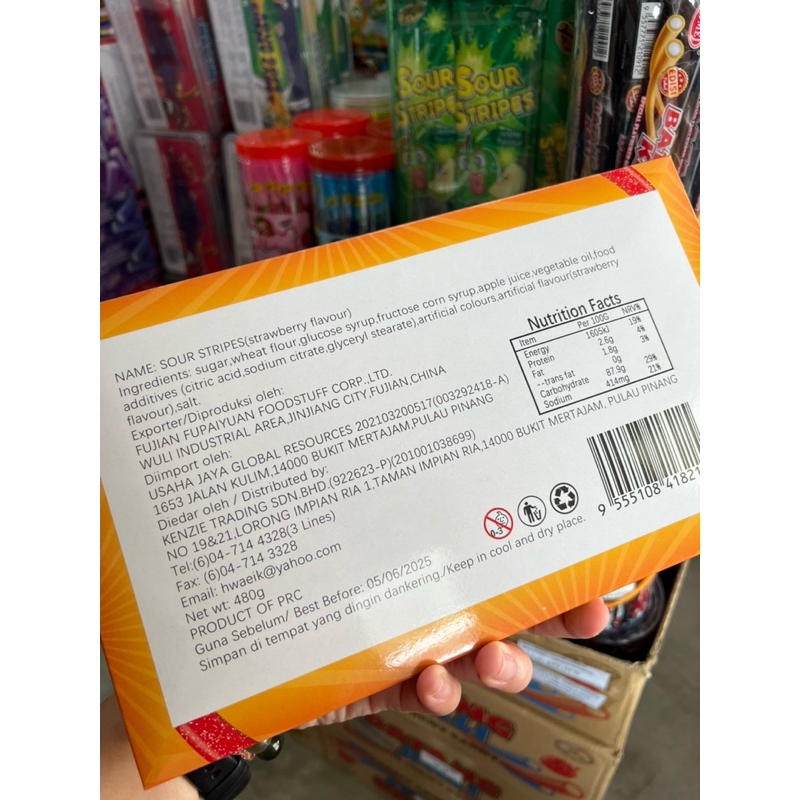 SOUR STRIPES
SOUR STRIPES
NAME: SOUR STRIPES(strawberry flavour)
Ingredients: sugar,wheat flour,glucose syrup,fructose corn syrup,apple juice,vegetable oil,food
additives (citric acid,sodium citrate,glyceryl stearate),artificial colours,artificial flavour(strawberry
flavour),salt.
Exporter/Diproduksi oleh:
FUJIAN FUPAIYUAN FOODSTUFF CORP.,LTD.
WULI INDUSTRIAL AREA,JINJIANG CITY,FUJIAN,CHINA
Diimport oleh:
USAHA JAYA GLOBAL RESOURCES 202103200517(003292418-A)
1653 JALAN KULIM,14000 BUKIT MERTAJAM,PULAU PINANG
Diedar oleh / Distributed by:
KENZIE TRADING SDN.BHD.(922623-P)(201001038699)
NO 19&21,LORONG IMPIAN RIA 1,TAMAN IMPIAN RIA,14000 BUKIT MERTAJAM, PULAU PINANG
Tel:(6)04-714 4328(3 Lines)
Fax: (6)04-714 3328
Email: hwaeik@yahoo.com
Net wt: 480g
PRODUCT OF PRC
Guna Sebelum/ Best Before: 05/06/2025
Simpan di tempat yang dingin dankering./Keep in cool and dry place.
Nutrition Facts
Item Per 100G NRV%
Energy 1605kJ 19%
Protein 2.6g 4%
Fat 1.8g 3%
--trans fat 0g
Carbohydrate 87.9g 29%
Sodium 414mg 21%
0-3
9 555108 41821